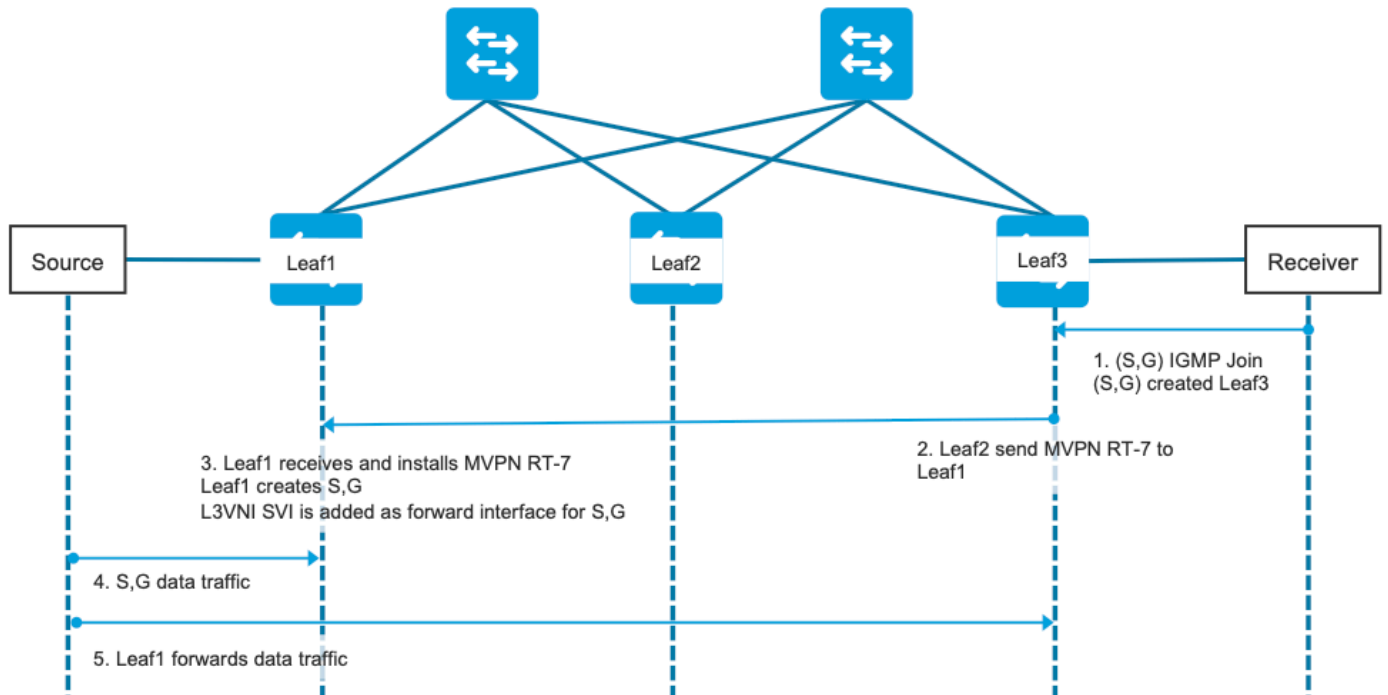 Source
Leaf1
Leaf2
Leaf3
Receiver
1. (S,G) IGMP Join
(S,G) created Leaf3
2. Leaf2 send MVPN RT-7 to
Leaf1
3. Leaf1 receives and installs MVPN RT-7
Leaf1 creates S,G
L3VNI SVI is added as forward interface for S,G
4. S,G data traffic
5. Leaf1 forwards data traffic